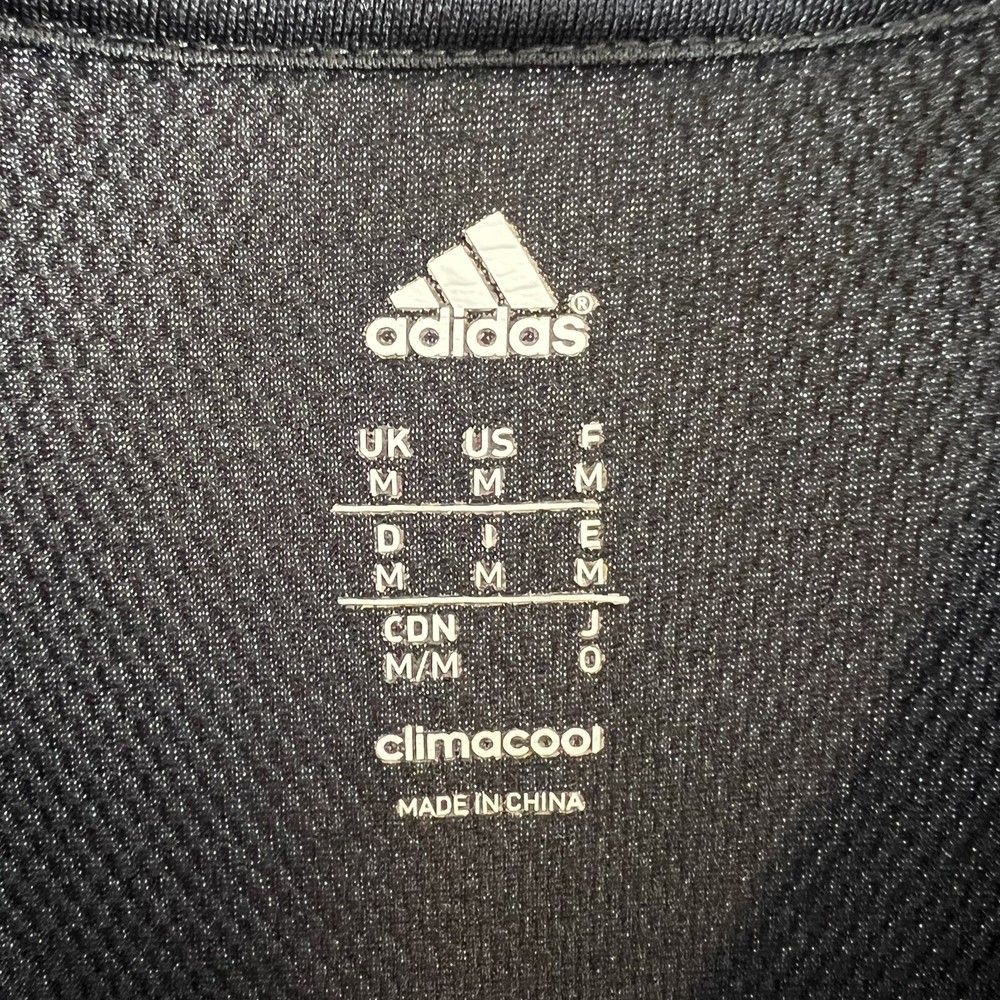 adidas®
UK US F
M M M
D I E
M M M
CDN J
M/M O
climacool
MADE IN CHINA